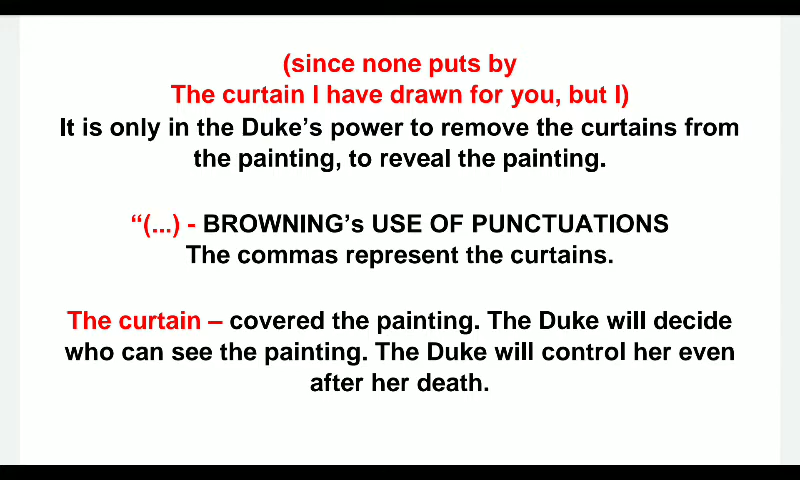 (since none puts by
The curtain I have drawn for you, but I)
It is only in the Duke’s power to remove the curtains from
the painting, to reveal the painting.
“(...) - BROWNING’s USE OF PUNCTUATIONS
The commas represent the curtains.
The curtain – covered the painting. The Duke will decide
who can see the painting. The Duke will control her even
after her death.